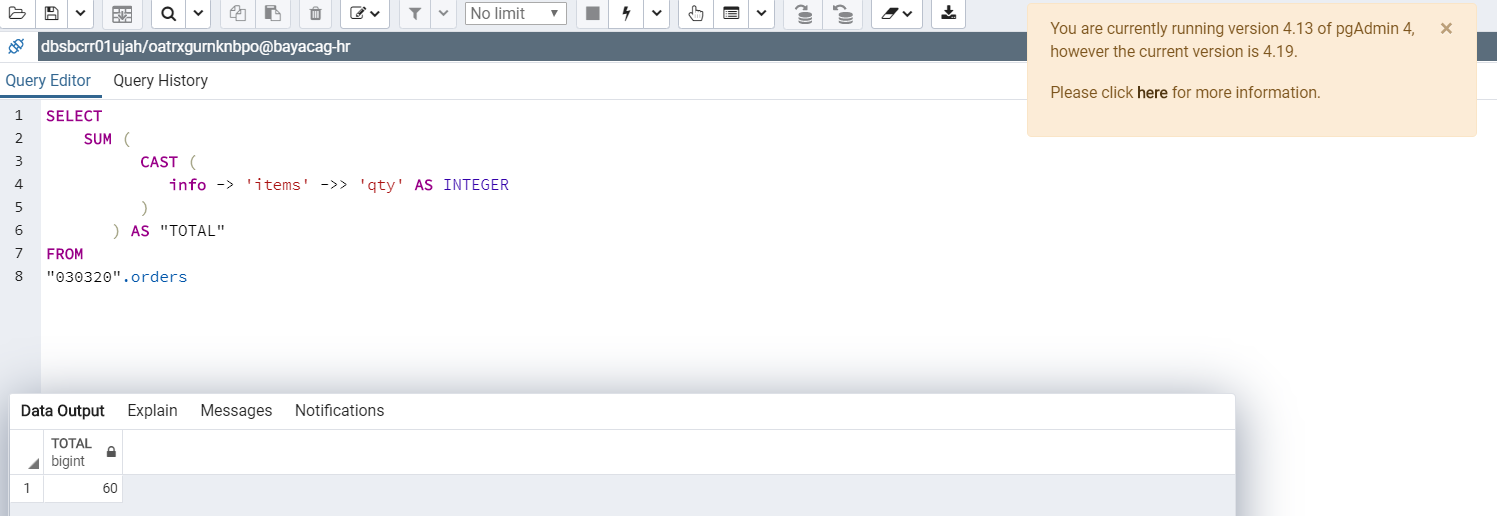 No limit
dbsbcrr01ujah/oatrxgurnknbpo@bayacag-hr
You are currently running version 4.13 of pgAdmin 4,
however the current version is 4.19.
Please click here for more information.
Query Editor Query History
1 SELECT
2 SUM (
3 CAST (
4 info -> 'items' ->> 'qty' AS INTEGER
5 )
6 ) AS "TOTAL"
7 FROM
8 "030320".orders
Data Output Explain Messages Notifications
TOTAL
bigint
1 60